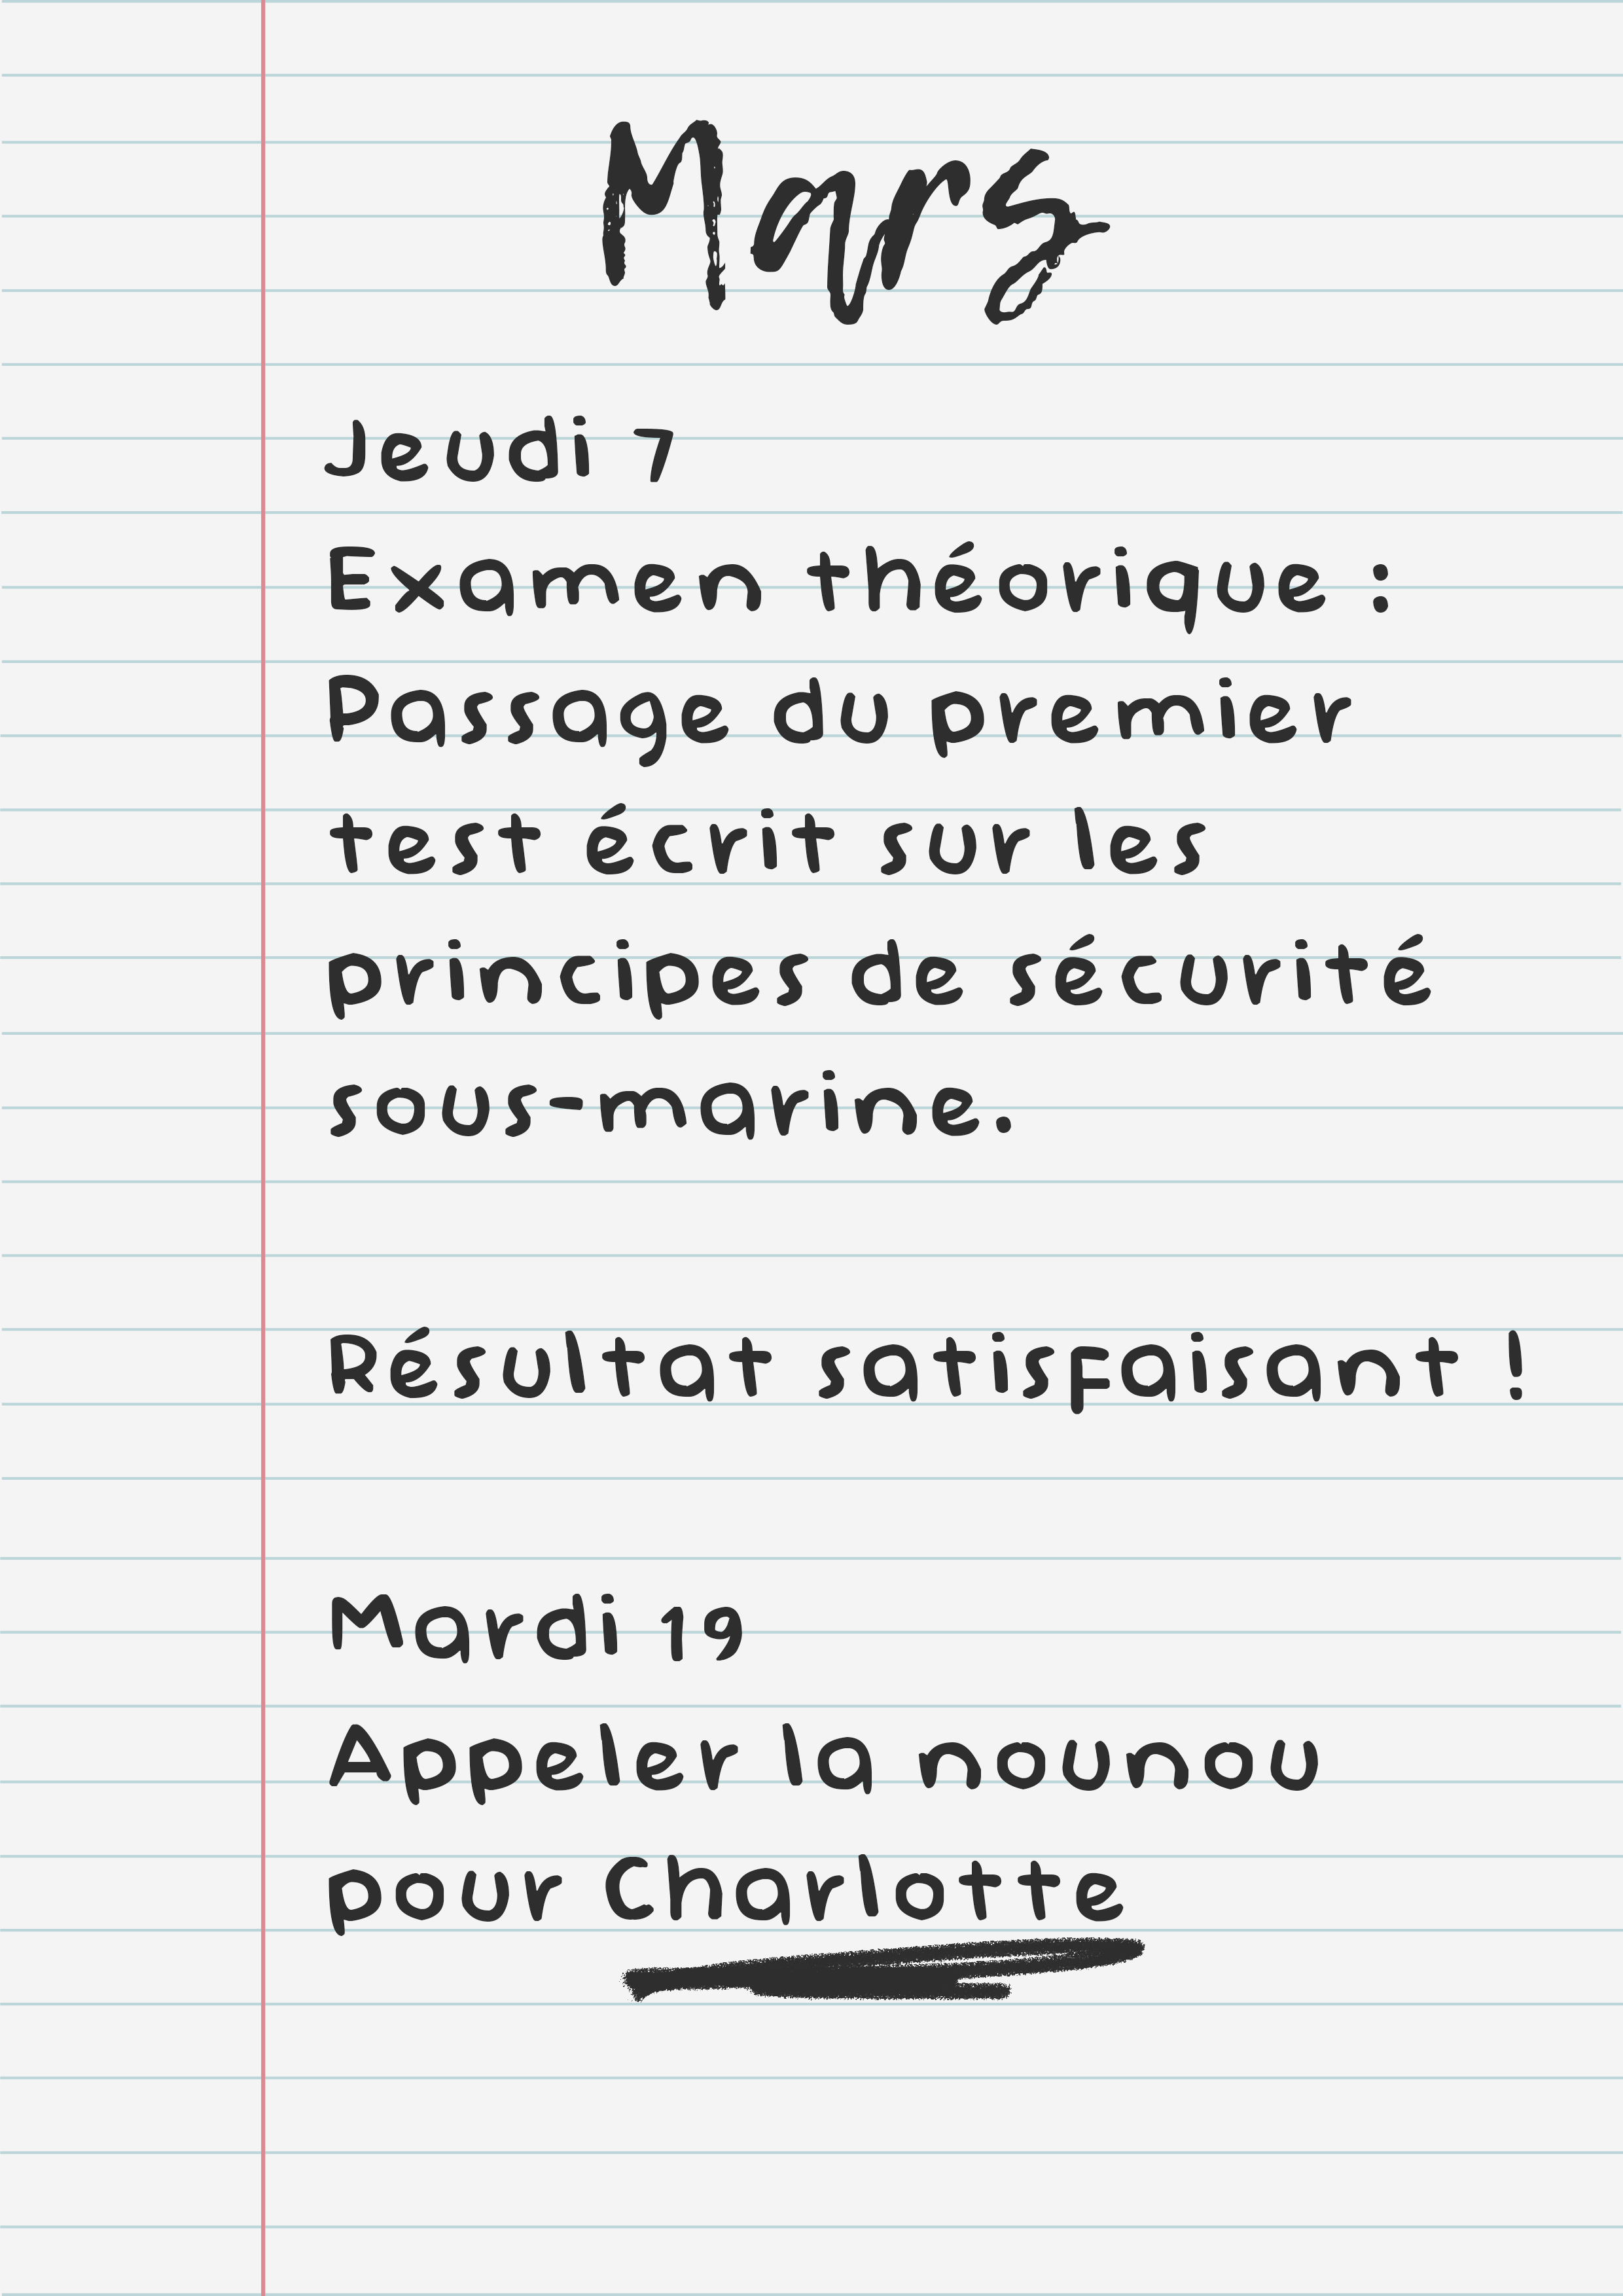 Mars
Jeudi 7
Examen théorique :
Passage du premier
test écrit sur les
principes de sécurité
sous-marine.
Résultat satisfaisant !
Mardi 19
Appeler la nounou
pour Charlotte